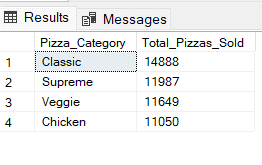 Results Messages
Pizza_Category Total_Pizzas_Sold
1 Classic 14888
2 Supreme 11987
3 Veggie 11649
4 Chicken 11050